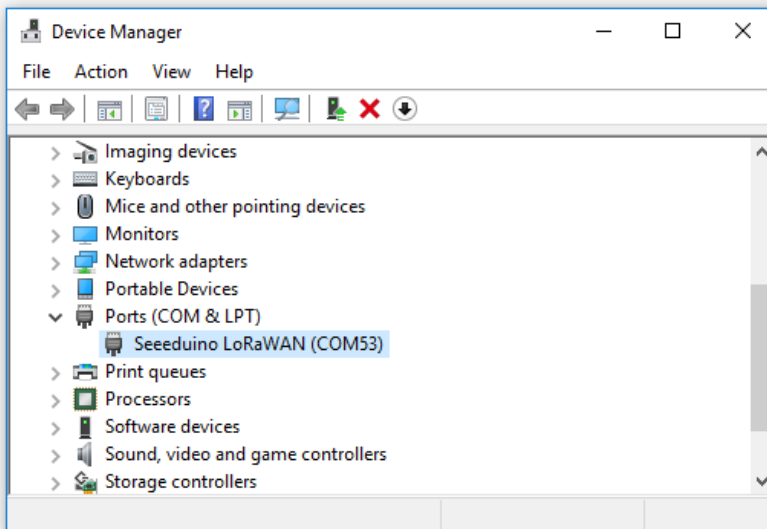 Device Manager
File Action View Help
Imaging devices
Keyboards
Mice and other pointing devices
Monitors
Network adapters
Portable Devices
Ports (COM & LPT)
Seeeduino LoRaWAN (COM53)
Print queues
Processors
Software devices
Sound, video and game controllers
Storage controllers